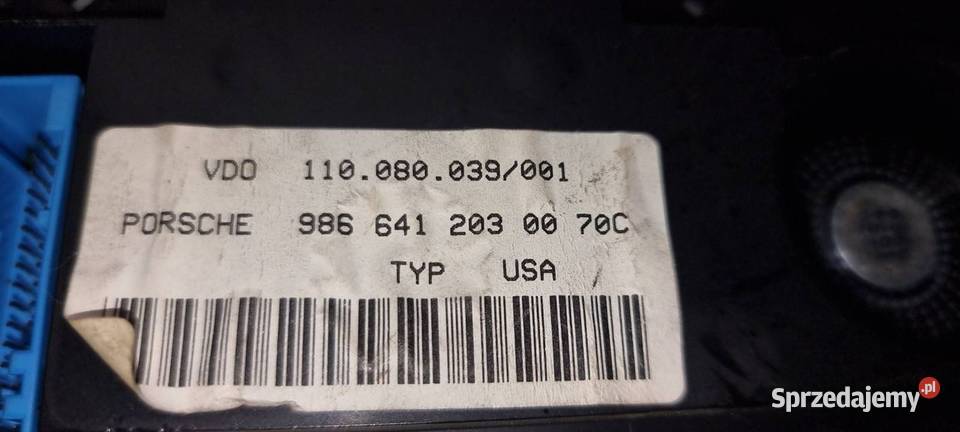 VDO 110.080.039/001
PORSCHE 986 641 203 00 70C
TYP USA
Sprzedajemy.pl